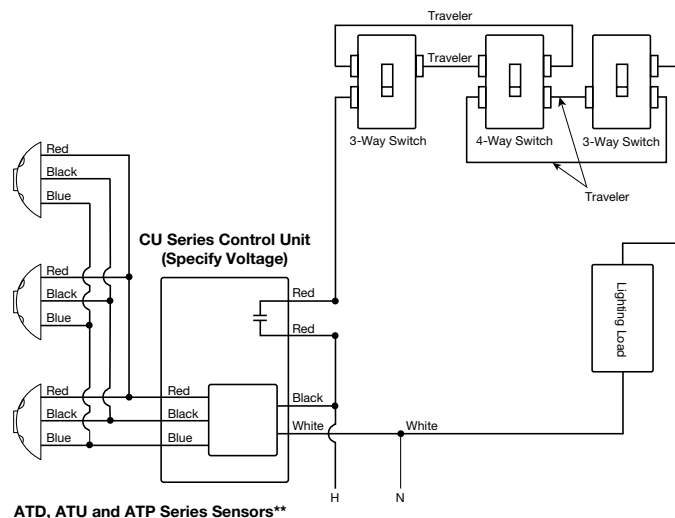 Traveler
Traveler
3-Way Switch
4-Way Switch
3-Way Switch
Traveler
Red
Black
Blue
CU Series Control Unit
(Specify Voltage)
Red
Black
Blue
Red
Red
Lighting Load
Red
Black
Blue
Red
Black
Blue
Black
White
White
H
N
ATD, ATU and ATP Series Sensors**